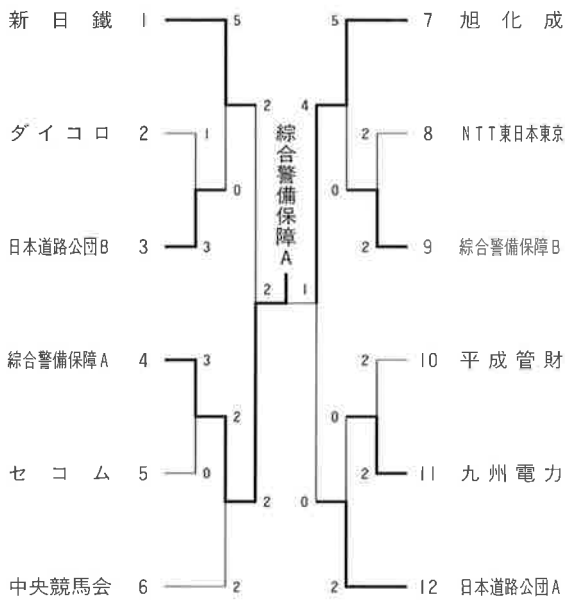 新日鐵 1 5
ダイコロ 2 1
0
日本道路公団B 3 3
2
綜合警備保障A 4 3
2
セコム 5 0
2
中央競馬会 6 2
綜合警備保障A
2 1
5 7 旭化成
4
2 8 NTT東日本東京
0
2 9 綜合警備保障B
2 10 平成管財
0
2 11 九州電力
0
2 12 日本道路公団A